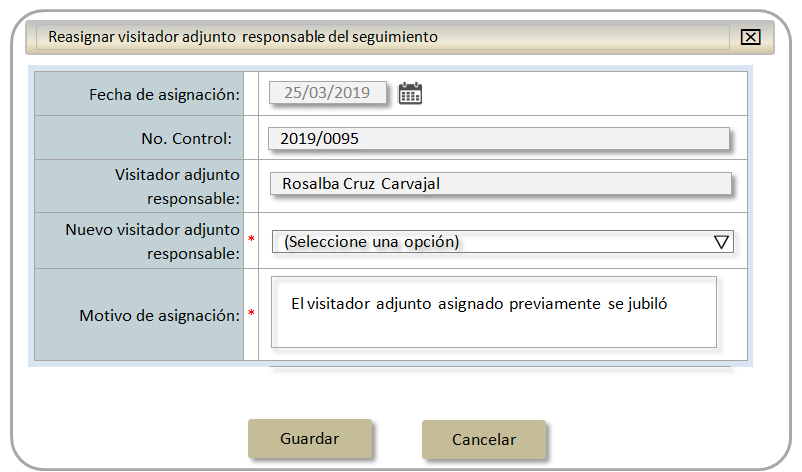 Reasignar visitador adjunto responsable del seguimiento
Fecha de asignación:
25/03/2019
No. Control:
2019/0095
Visitador adjunto
responsable:
Rosalba Cruz Carvajal
Nuevo visitador adjunto
responsable:
*
(Seleccione una opción)
Motivo de asignación:
*
El visitador adjunto asignado previamente se jubiló
Guardar
Cancelar